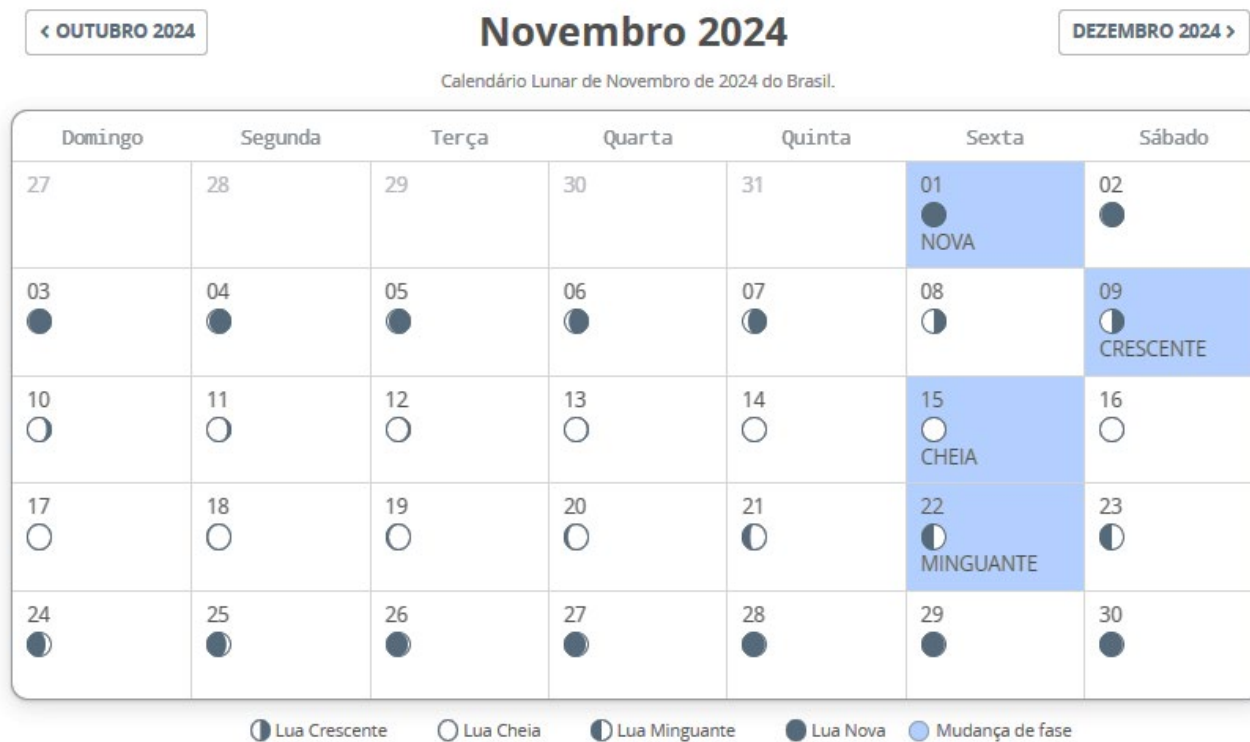 < OUTUBRO 2024
Novembro 2024
DEZEMBRO 2024 >
Calendário Lunar de Novembro de 2024 do Brasil.
Domingo Segunda Terça Quarta Quinta Sexta Sábado
27 28 29 30 31 01 02
NOVA
03 04 05 06 07 08 09
CRESCENTE
10 11 12 13 14 15 16
CHEIA
17 18 19 20 21 22 23
MINGUANTE
24 25 26 27 28 29 30
Lua Crescente Lua Cheia Lua Minguante Lua Nova Mudança de fase